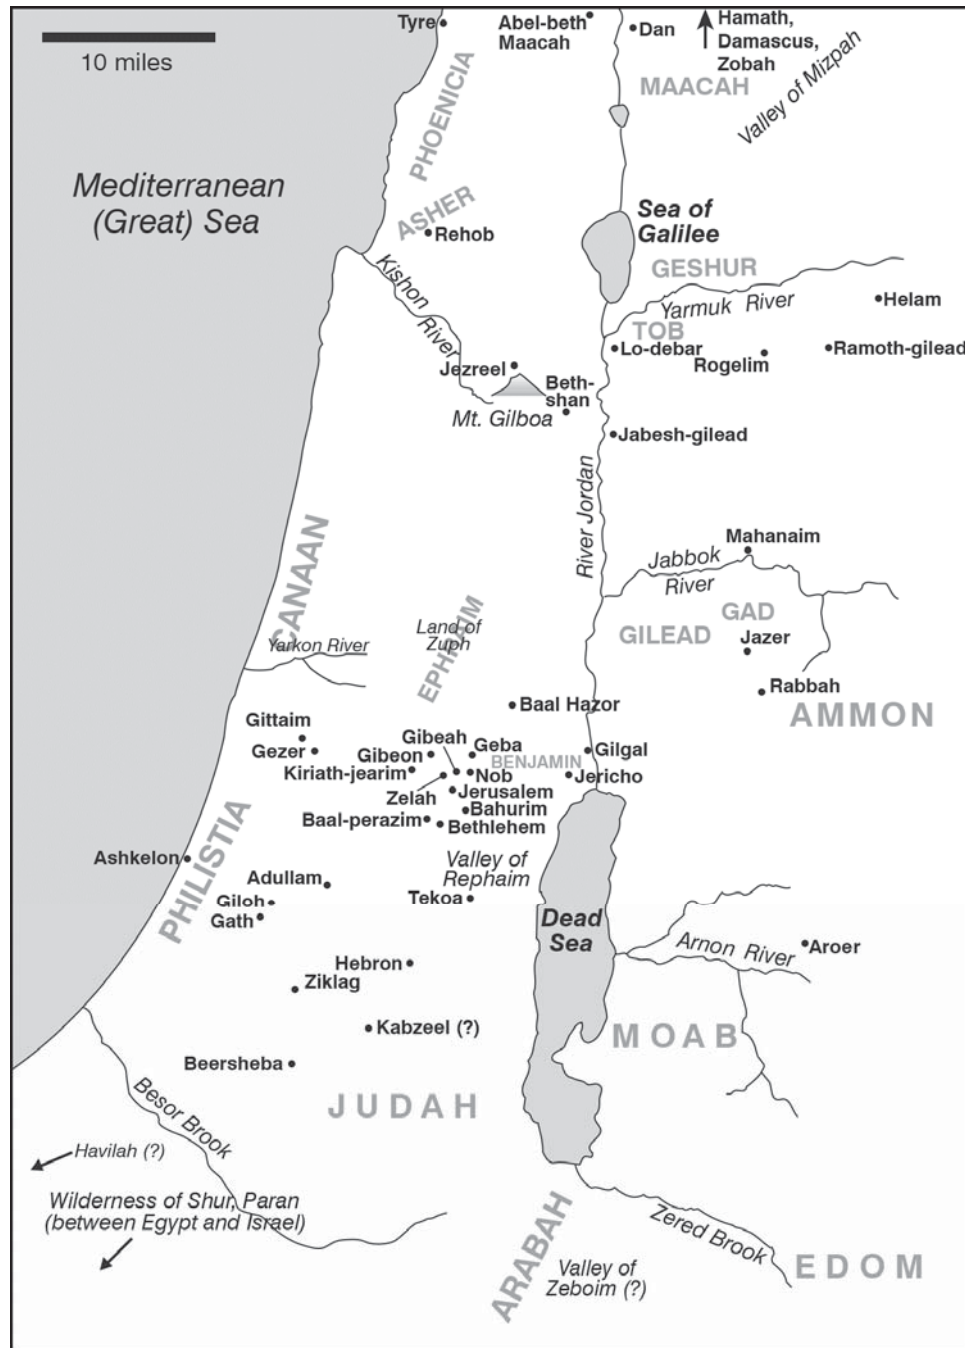 Tyre
Abel-beth
Maacah
Dan
Hamath,
Damascus,
Zobah
10 miles
MAACAH
Valley of Mizpah
PHOENICIA
Mediterranean
(Great) Sea
ASHER
Rehob
Sea of
Galilee
GESHUR
Kishon
River
Yarmuk River
Helam
TOB
Lo-debar
Rogelim
Ramoth-gilead
Jezreel
Beth-
shan
Mt. Gilboa
Jabesh-gilead
River Jordan
CANAAN
Mahanaim
Jabbok
River
GAD
GILEAD
Jazer
Land of
Zuph
EPHRAIM
Yarkon River
Rabbah
AMMON
Baal Hazor
Gittaim
Gezer
Gibeah
Gibeon
Geba
BENJAMIN
Gilgal
Kiriath-jearim
Nob
Jericho
Zelah
Jerusalem
Bahurim
Baal-perazim
Bethlehem
PHILISTIA
Ashkelon
Valley of
Rephaim
Adullam
Tekoa
Giloh
Gath
Dead
Sea
Arnon River
Aroer
Hebron
Ziklag
Kabzeel (?)
MOAB
Beersheba
JUDAH
Besor Brook
Havilah (?)
Wilderness of Shur, Paran
(between Egypt and Israel)
ARABAH
Zered Brook
Valley of
Zeboim (?)
EDOM